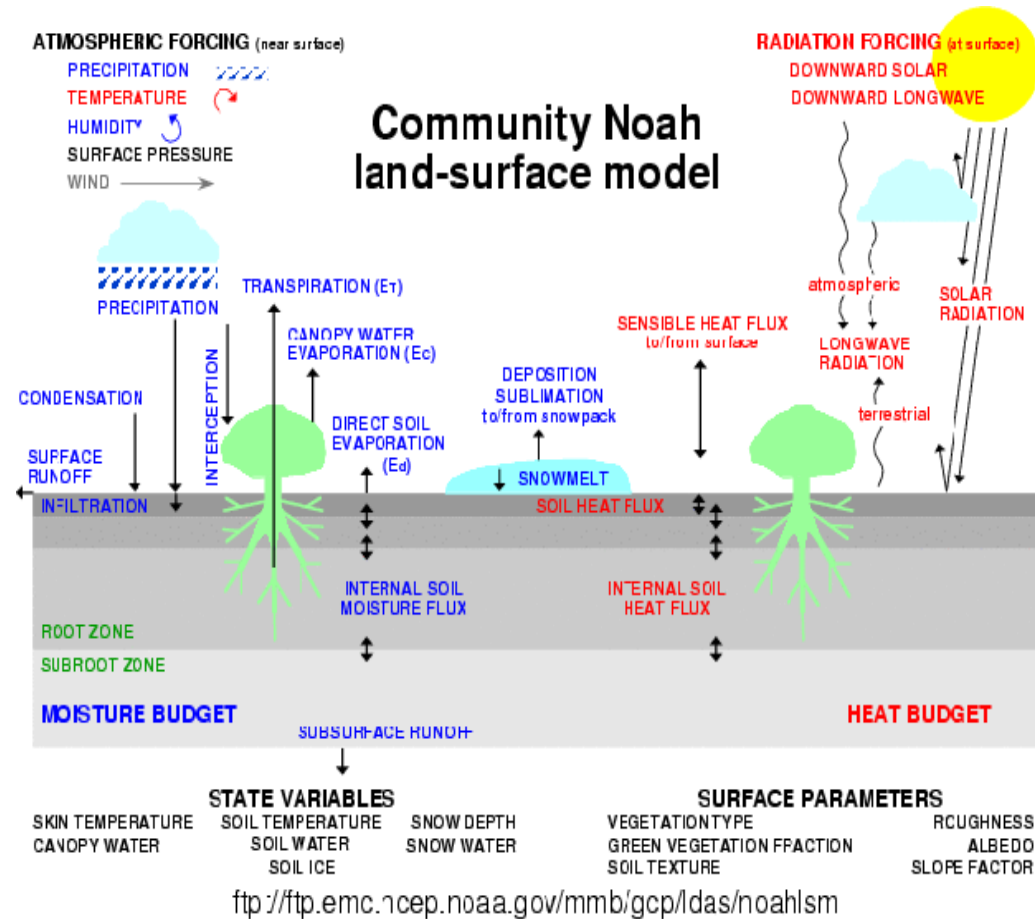 ATMOSPHERIC FORCING (near surface)
PRECIPITATION
TEMPERATURE
HUMIDITY
SURFACE PRESSURE
WIND
Community Noah
land-surface model
RADIATION FORCING (at surface)
DOWNWARD SOLAR
DOWNWARD LONGWAVE
PRECIPITATION
TRANSPIRATION (ET)
CANOPY WATER
EVAPORATION (Ec)
INTERCEPTION
CONDENSATION
DIRECT SOIL
EVAPORATION
(Ed)
SURFACE
RUNOFF
INFILTRATION
DEPOSITION
SUBLIMATION
to/from snowpack
SNOWMELT
SENSIBLE HEAT FLUX
to/from surface
SOIL HEAT FLUX
atmospheric
LONGWAVE
RADIATION
terrestrial
SOLAR
RADIATION
INTERNAL SOIL
MOISTURE FLUX
INTERNAL SOIL
HEAT FLUX
ROOT ZONE
SUBROOT ZONE
MOISTURE BUDGET
HEAT BUDGET
SUBSURFACE RUNOFF
STATE VARIABLES
SKIN TEMPERATURE
CANOPY WATER
SOIL TEMPERATURE
SOIL WATER
SOIL ICE
SNOW DEPTH
SNOW WATER
SURFACE PARAMETERS
VEGETATION TYPE
GREEN VEGETATION FRACTION
SOIL TEXTURE
ROUGHNESS
ALBEDO
SLOPE FACTOR
ftp://ftp.emc.ncep.noaa.gov/mmb/gcp/ldas/noahlsm